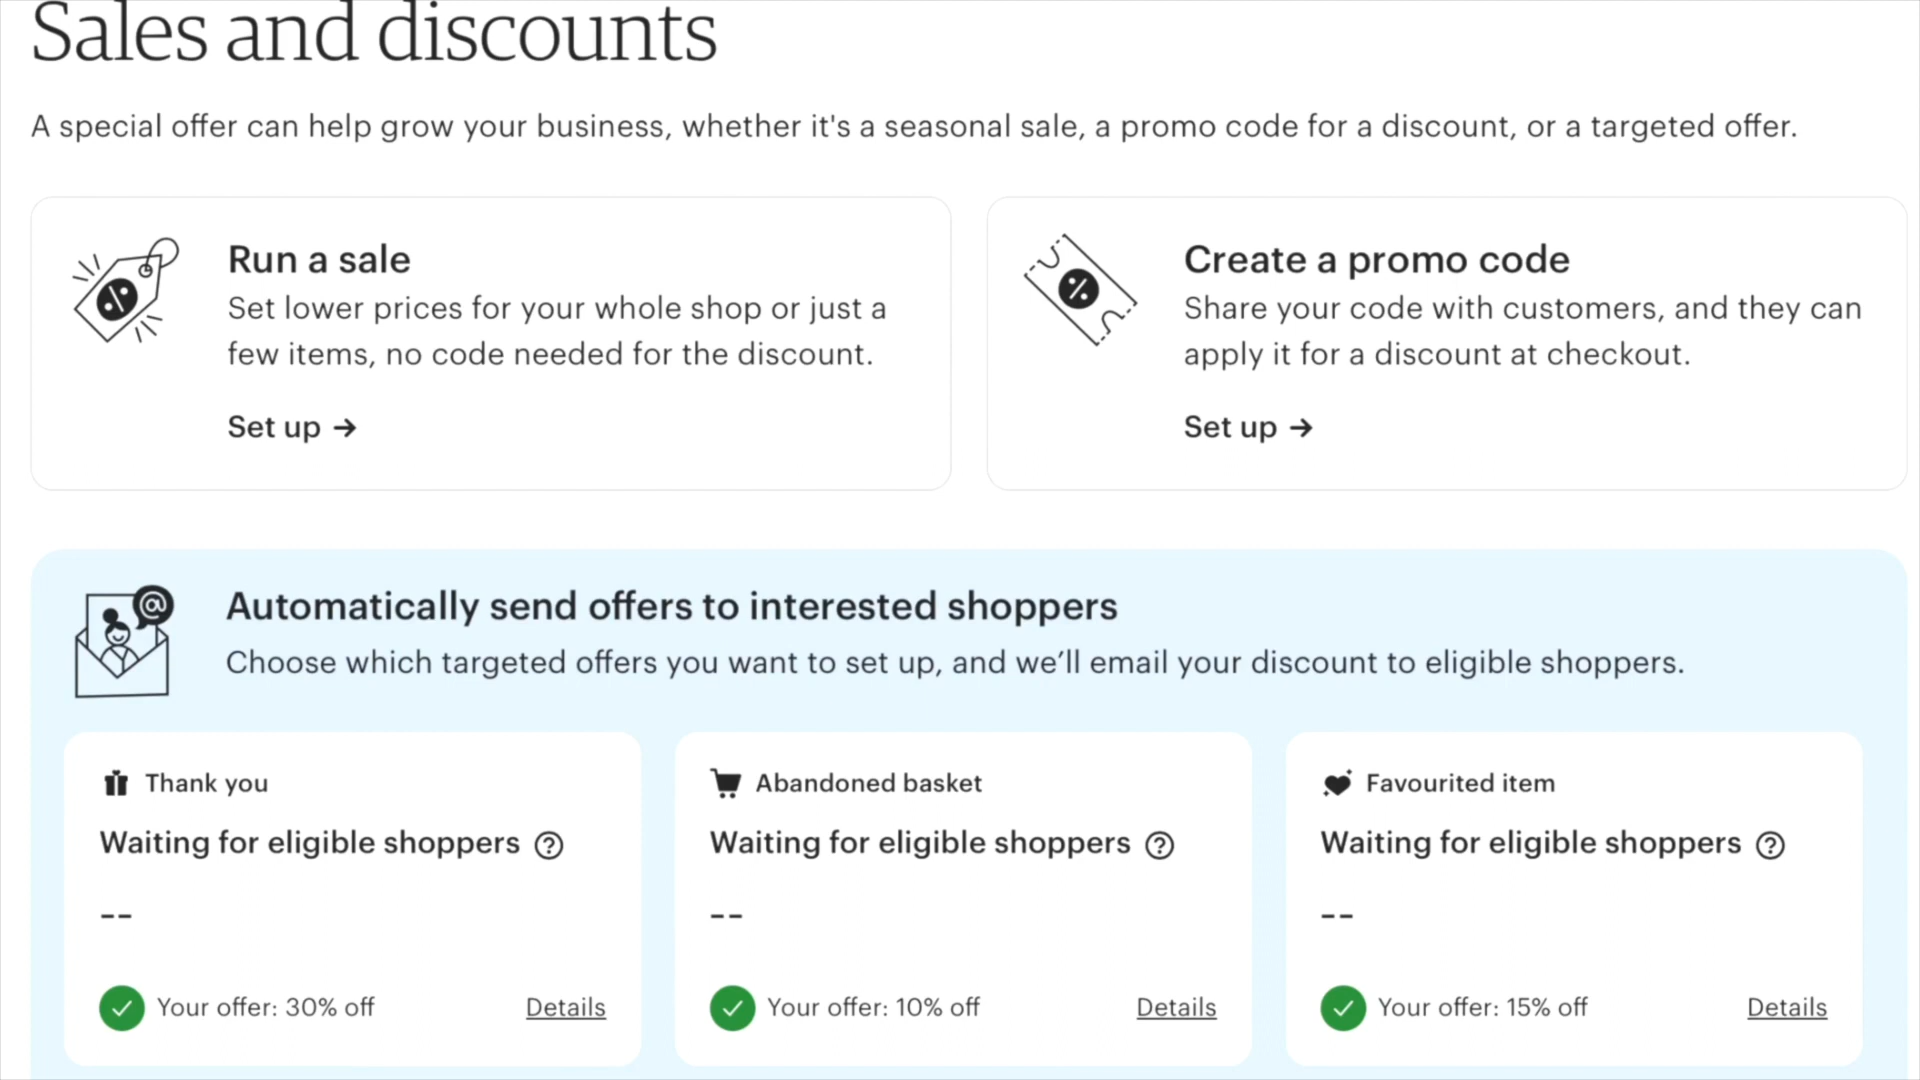 Sales and discounts
A special offer can help grow your business, whether it's a seasonal sale, a promo code for a discount, or a targeted offer.
Run a sale
Set lower prices for your whole shop or just a
few items, no code needed for the discount.
Set up →
Create a promo code
Share your code with customers, and they can
apply it for a discount at checkout.
Set up →
Automatically send offers to interested shoppers
Choose which targeted offers you want to set up, and we’ll email your discount to eligible shoppers.
Thank you
Waiting for eligible shoppers ?
--
Your offer: 30% off Details
Abandoned basket
Waiting for eligible shoppers ?
--
Your offer: 10% off Details
Favourited item
Waiting for eligible shoppers ?
--
Your offer: 15% off Details